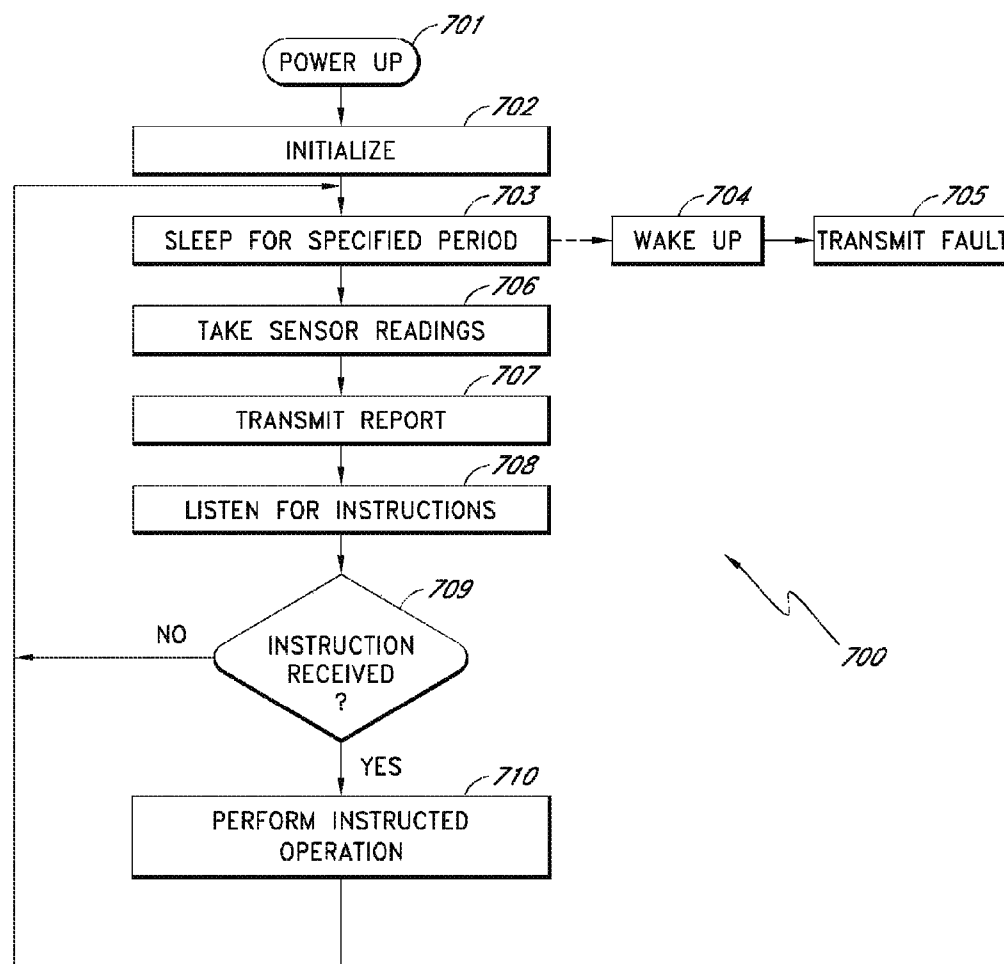 701
POWER UP
702
INITIALIZE
703
SLEEP FOR SPECIFIED PERIOD
704
WAKE UP
705
TRANSMIT FAULT
706
TAKE SENSOR READINGS
707
TRANSMIT REPORT
708
LISTEN FOR INSTRUCTIONS
709
INSTRUCTION
RECEIVED
?
NO
700
YES
710
PERFORM INSTRUCTED
OPERATION